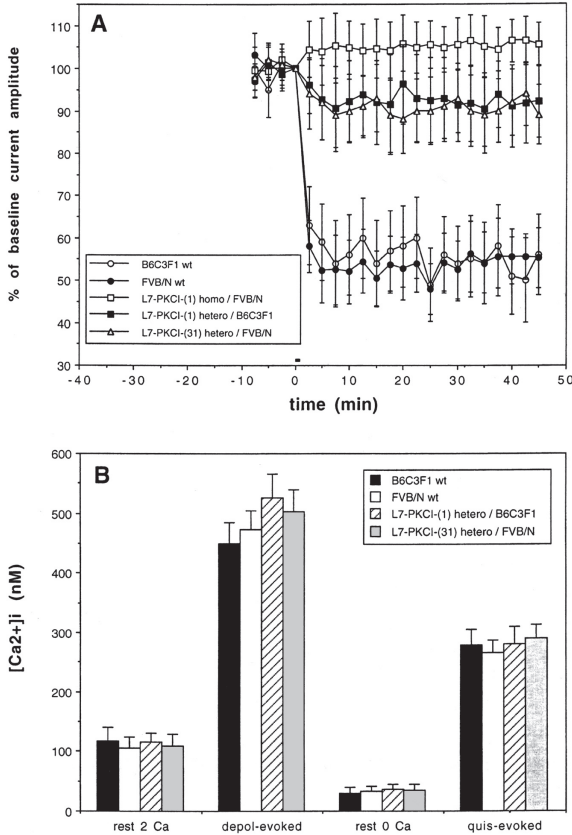 A
110
100
90
80
70
60
50
40
30
% of baseline current amplitude
B6C3F1 wt
FVB/N wt
L7-PKCI-(1) homo / FVB/N
L7-PKCI-(1) hetero / B6C3F1
L7-PKCI-(31) hetero / FVB/N
-40 -30 -20 -10 0 10 20 30 40 50
time (min)
B
600
500
400
300
200
100
0
[Ca2+]i (nM)
B6C3F1 wt
FVB/N wt
L7-PKCI-(1) hetero / B6C3F1
L7-PKCI-(31) hetero / FVB/N
rest 2 Ca depol-evoked rest 0 Ca quis-evoked